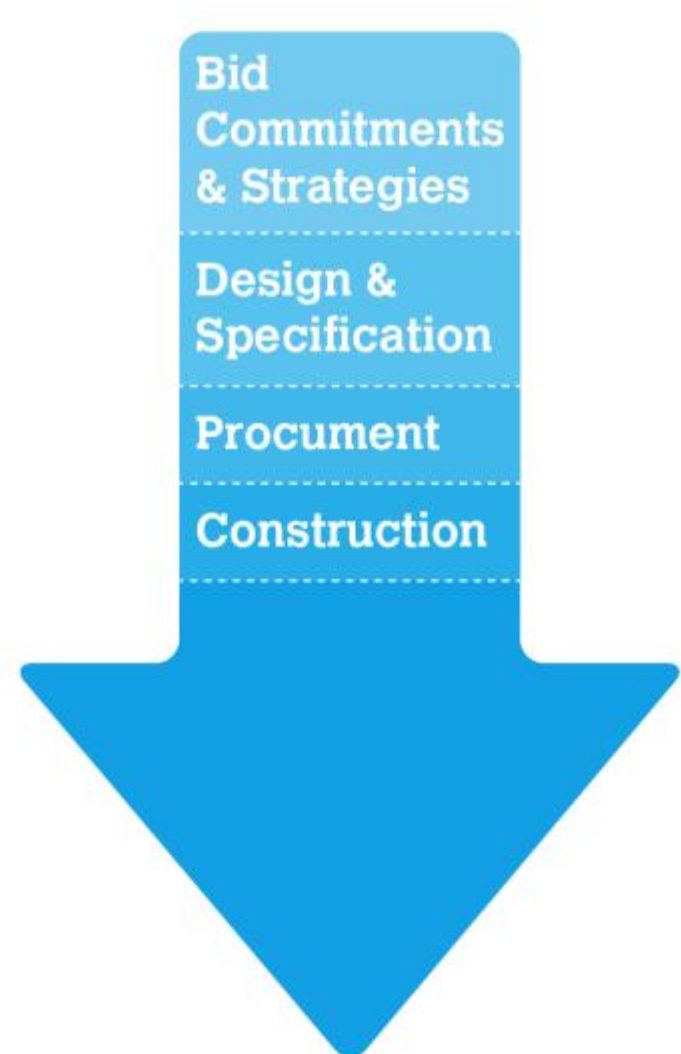 Bid
Commitments
& Strategies
Design &
Specification
Procument
Construction